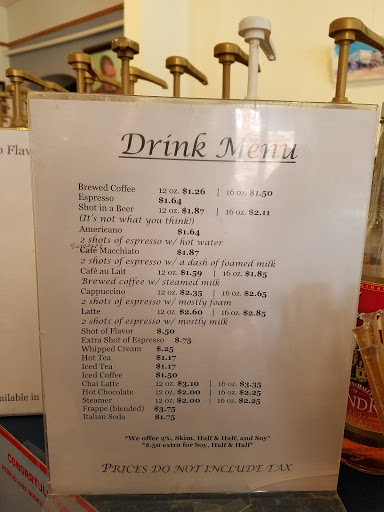 Drink Menu
Brewed Coffee 12 oz. $1.26 | 16 oz. $1.50
Espresso $1.64
Shot in a Beer 12 oz. $1.87 | 16 oz. $2.11
(It's not what you think!)
Americano $1.64
2 shots of espresso w/ hot water
Café Macchiato $1.87
2 shots of espresso w/ a dash of foamed milk
Café au Lait 12 oz. $1.59 | 16 oz. $1.85
Brewed coffee w/ steamed milk
Cappuccino 12 oz. $2.35 | 16 oz. $2.65
2 shots of espresso w/ mostly foam
Latte 12 oz. $2.60 | 16 oz. $2.85
2 shots of espresso w/ mostly milk
Shot of Flavor $.50
Extra Shot of Espresso $.75
Whipped Cream $.25
Hot Tea $1.17
Iced Tea $1.17
Iced Coffee $1.50
Chai Latte 12 oz. $3.10 | 16 oz. $3.35
Hot Chocolate 12 oz. $2.00 | 16 oz. $2.25
Steamer 12 oz. $2.00 | 16 oz. $2.25
Frappe (blended) $3.75
Italian Soda $1.75
*We offer 2%, Skim, Half & Half, and Soy*
*$.50 extra for Soy, Half & Half*
PRICES DO NOT INCLUDE TAX
o Flav
ailable in
CONGRATUL